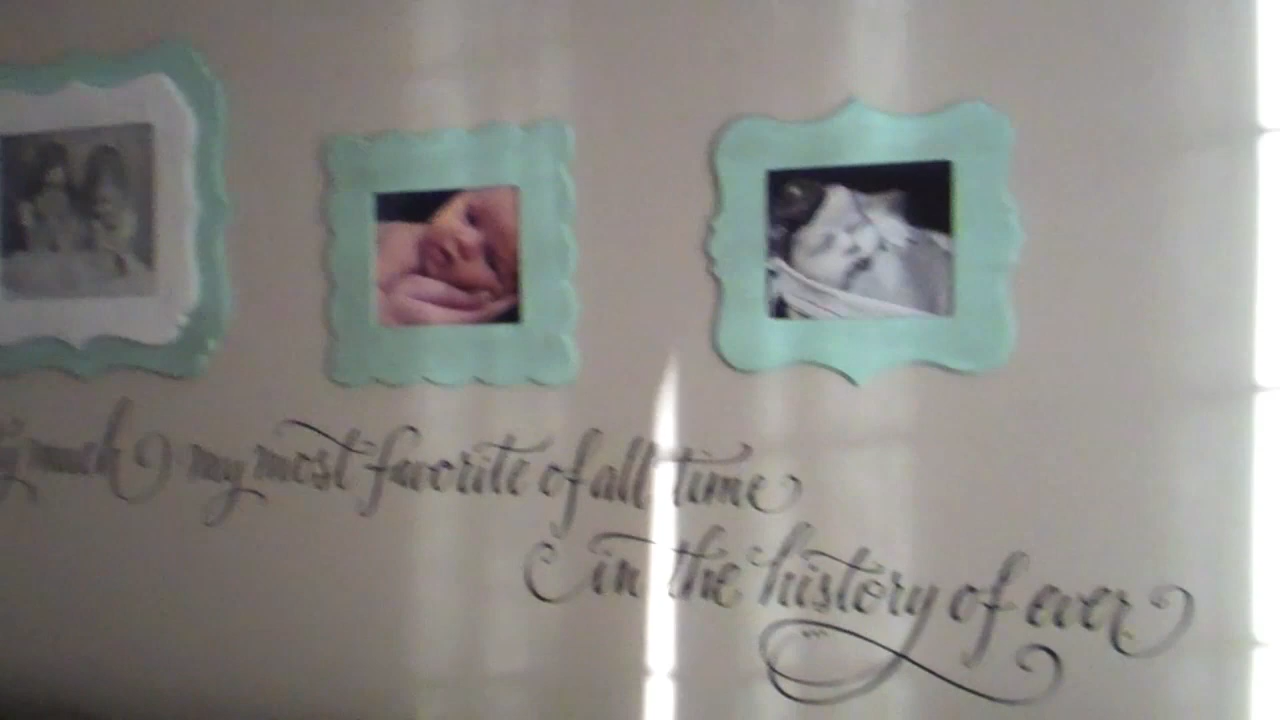 much my most favorite of all time
in the history of ever